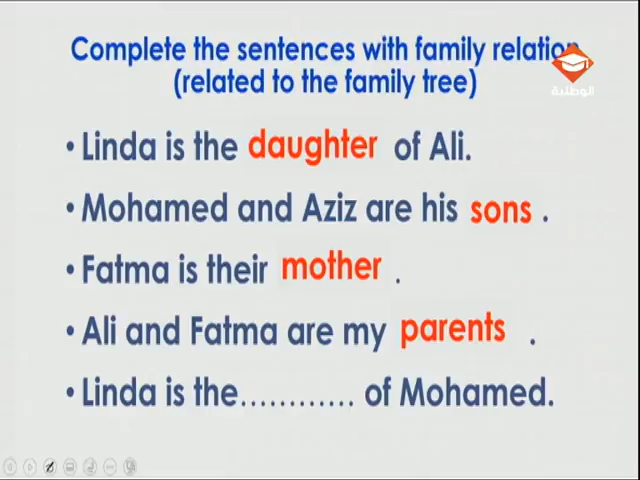 Complete the sentences with family relation
(related to the family tree)
الوطنية
• Linda is the daughter of Ali.
• Mohamed and Aziz are his sons .
• Fatma is their mother .
• Ali and Fatma are my parents .
• Linda is the............ of Mohamed.